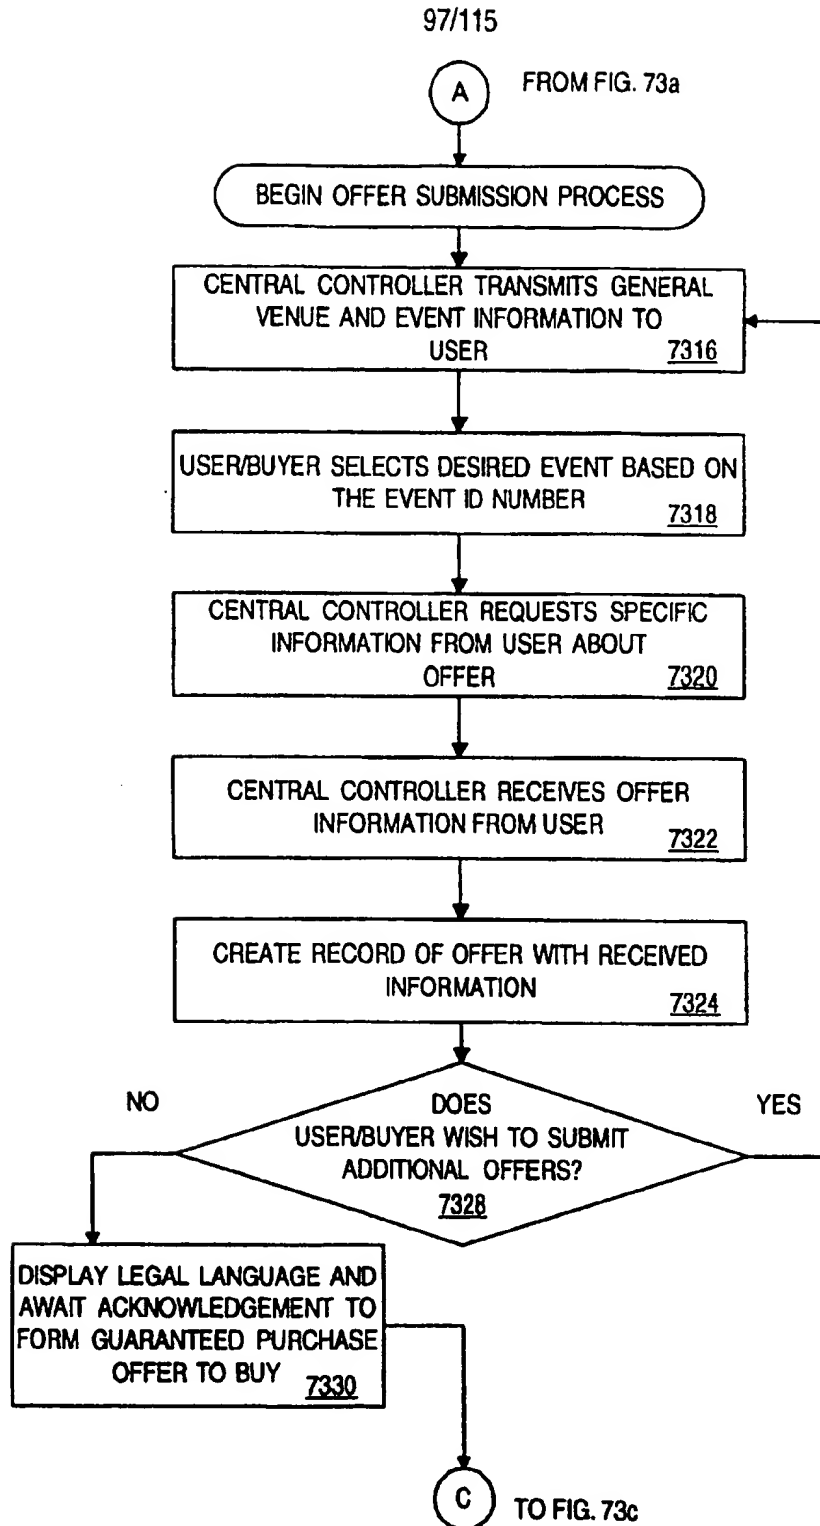 97/115
A
FROM FIG. 73a
BEGIN OFFER SUBMISSION PROCESS
CENTRAL CONTROLLER TRANSMITS GENERAL
VENUE AND EVENT INFORMATION TO
USER
7316
USER/BUYER SELECTS DESIRED EVENT BASED ON
THE EVENT ID NUMBER
7318
CENTRAL CONTROLLER REQUESTS SPECIFIC
INFORMATION FROM USER ABOUT
OFFER
7320
CENTRAL CONTROLLER RECEIVES OFFER
INFORMATION FROM USER
7322
CREATE RECORD OF OFFER WITH RECEIVED
INFORMATION
7324
NO
DOES
YES
USER/BUYER WISH TO SUBMIT
ADDITIONAL OFFERS?
7328
DISPLAY LEGAL LANGUAGE AND
AWAIT ACKNOWLEDGEMENT TO
FORM GUARANTEED PURCHASE
OFFER TO BUY
7330
C
TO FIG. 73c